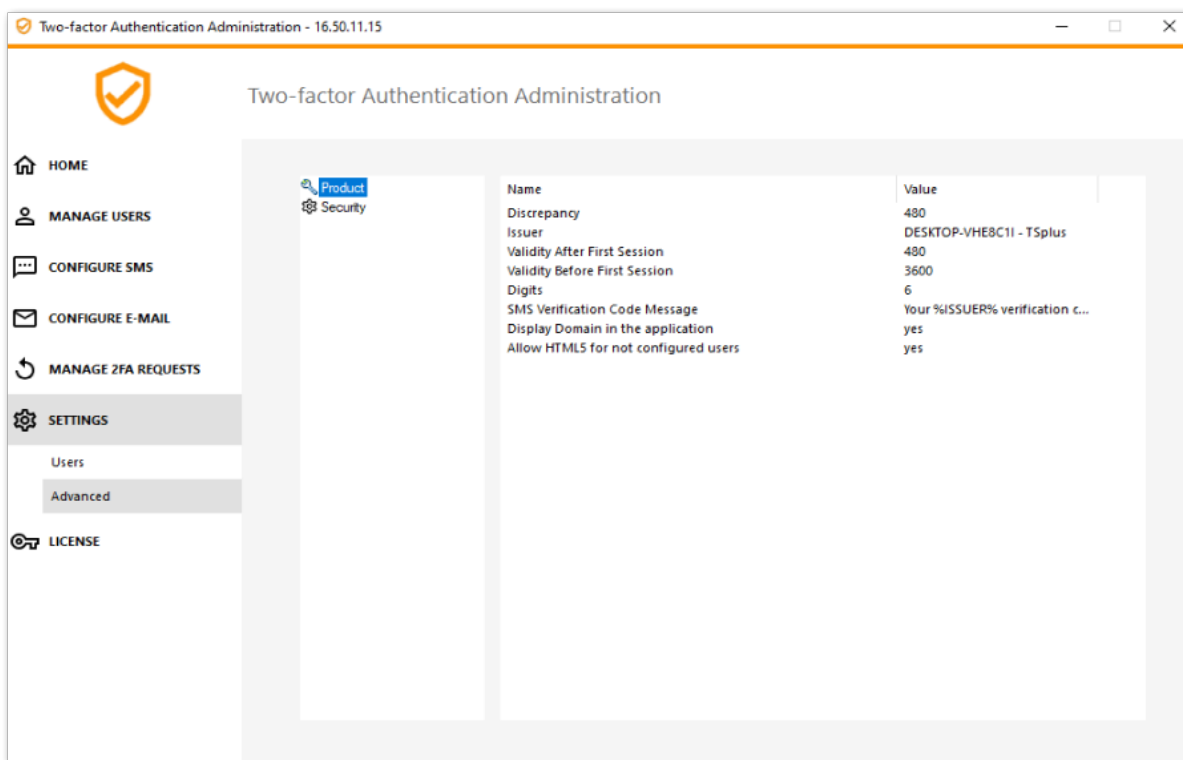 Two-factor Authentication Administration - 16.50.11.15
Two-factor Authentication Administration
HOME
MANAGE USERS
CONFIGURE SMS
CONFIGURE E-MAIL
MANAGE 2FA REQUESTS
SETTINGS
Users
Advanced
LICENSE
Product
Security
Name Value
Discrepancy 480
Issuer DESKTOP-VHE8C1I - TSplus
Validity After First Session 480
Validity Before First Session 3600
Digits 6
SMS Verification Code Message Your %ISSUER% verification c...
Display Domain in the application yes
Allow HTML5 for not configured users yes